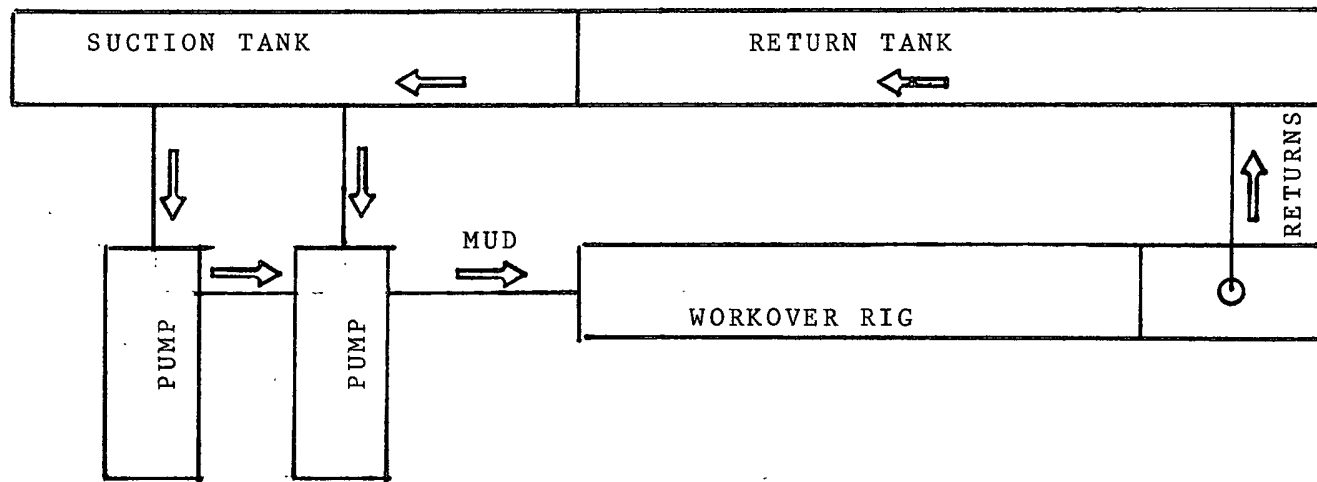 SUCTION TANK
RETURN TANK
RETURNS
MUD
PUMP
PUMP
WORKOVER RIG